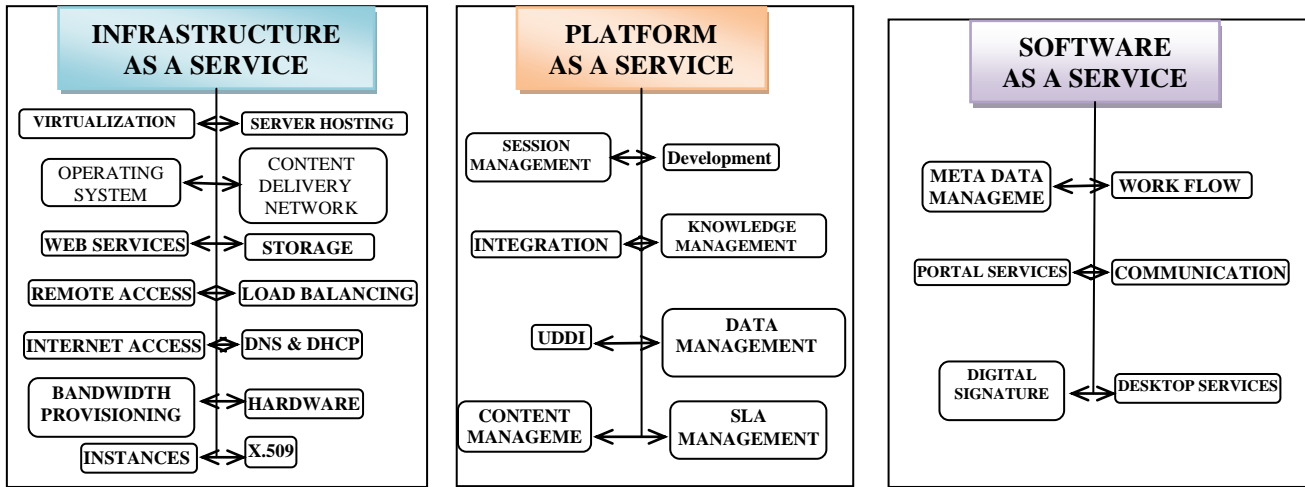 INFRASTRUCTURE
AS A SERVICE
VIRTUALIZATION
SERVER HOSTING
OPERATING
SYSTEM
CONTENT
DELIVERY
NETWORK
WEB SERVICES
STORAGE
REMOTE ACCESS
LOAD BALANCING
INTERNET ACCESS
DNS & DHCP
BANDWIDTH
PROVISIONING
HARDWARE
INSTANCES
X.509
PLATFORM
AS A SERVICE
SESSION
MANAGEMENT
Development
INTEGRATION
KNOWLEDGE
MANAGEMENT
UDDI
DATA
MANAGEMENT
CONTENT
MANAGEME
SLA
MANAGEMENT
SOFTWARE
AS A SERVICE
META DATA
MANAGEME
WORK FLOW
PORTAL SERVICES
COMMUNICATION
DIGITAL
SIGNATURE
DESKTOP SERVICES